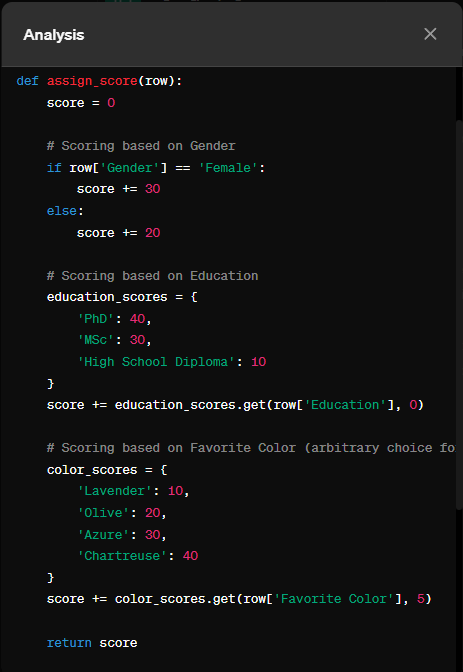 Analysis
def assign_score(row):
    score = 0
    # Scoring based on Gender
    if row['Gender'] == 'Female':
        score += 30
    else:
        score += 20
    # Scoring based on Education
    education_scores = {
        'PhD': 40,
        'MSc': 30,
        'High School Diploma': 10
    }
    score += education_scores.get(row['Education'], 0)
    # Scoring based on Favorite Color (arbitrary choice fo
    color_scores = {
        'Lavender': 10,
        'Olive': 20,
        'Azure': 30,
        'Chartreuse': 40
    }
    score += color_scores.get(row['Favorite Color'], 5)
    return score